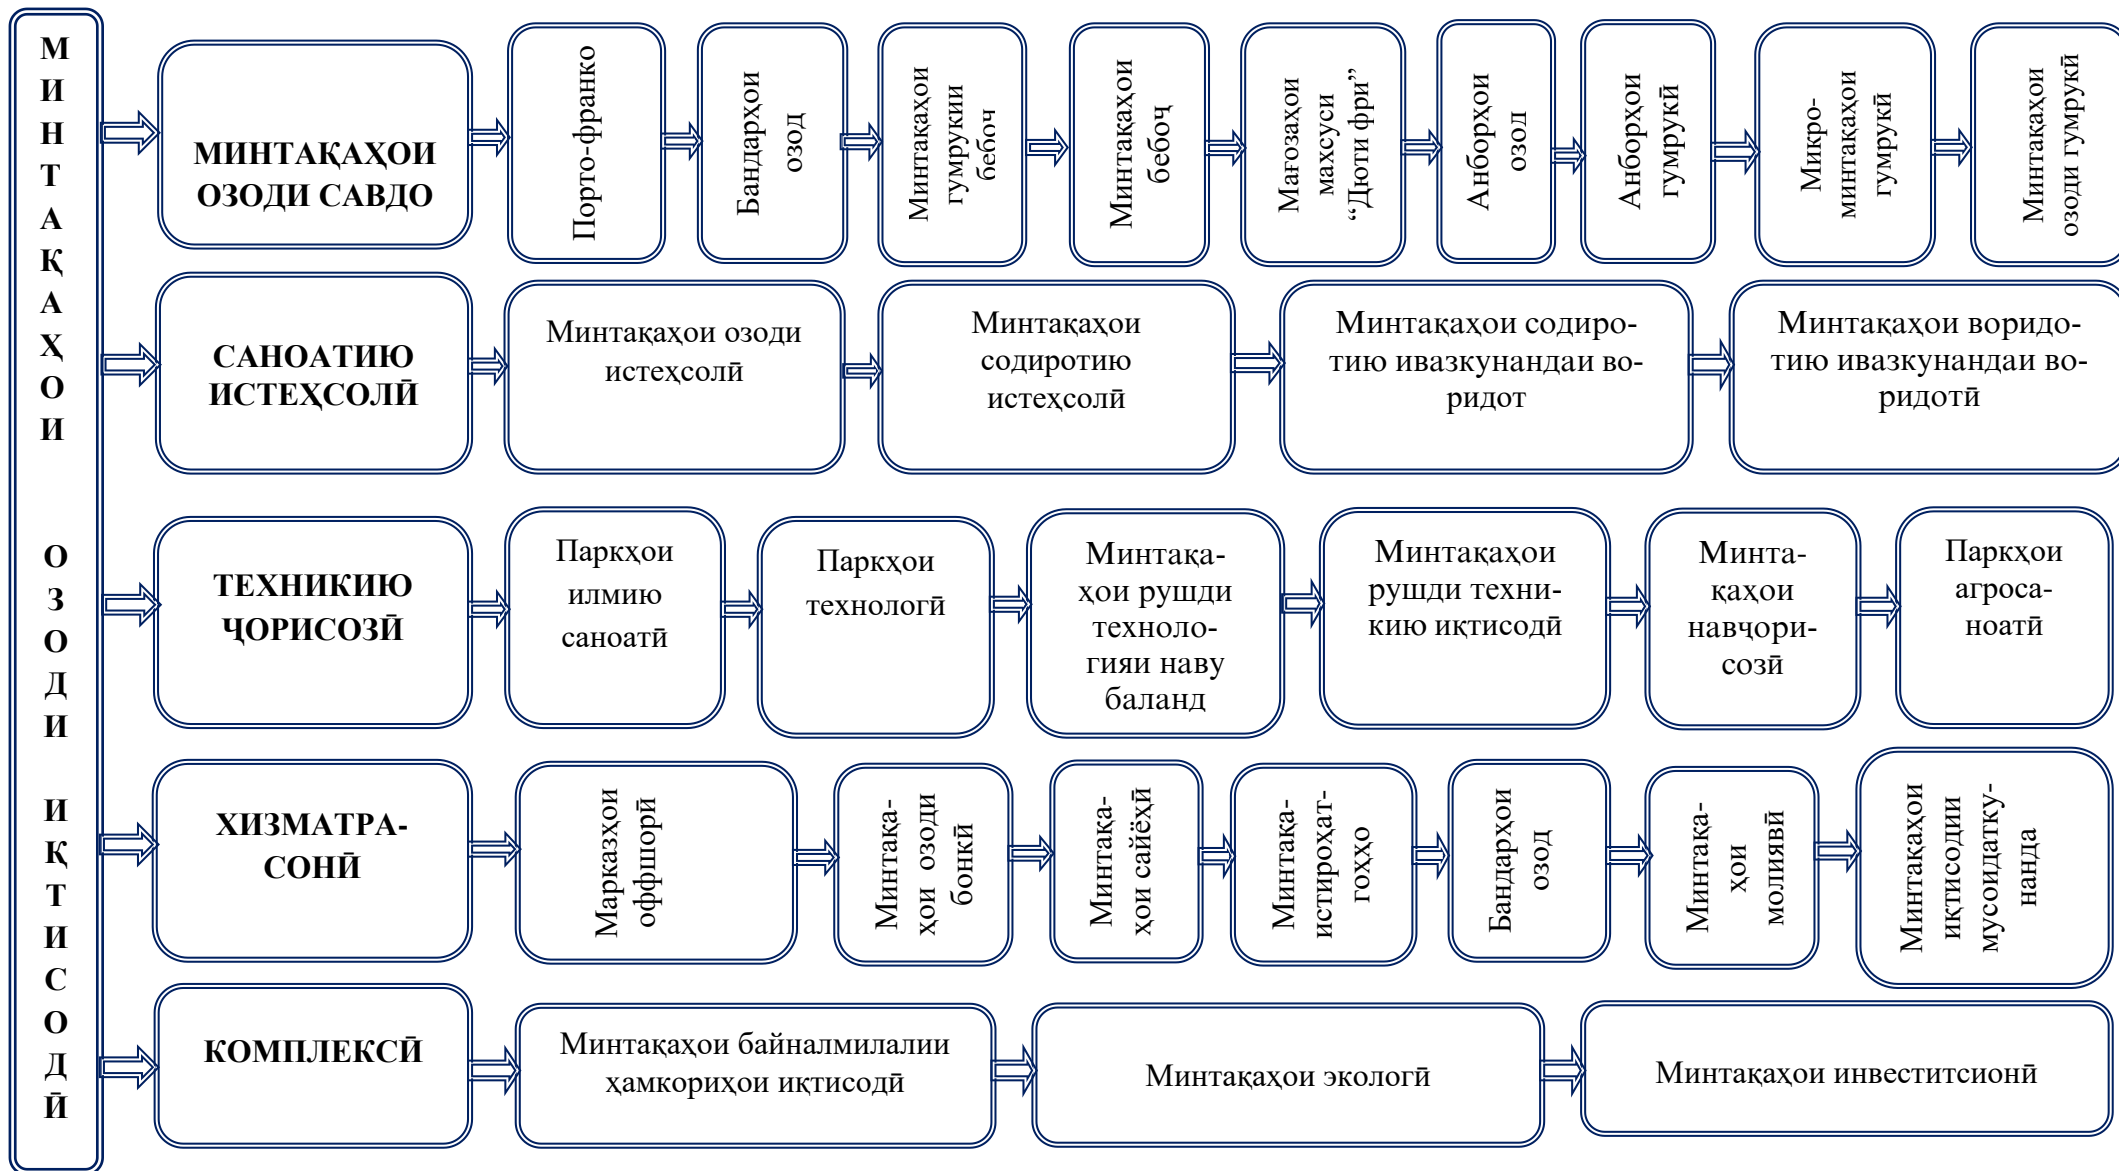 МИНТАҚАҲОИ ОЗОДИ ИҚТИСОДӢ
МИНТАҚАҲОИ
ОЗОДИ САВДО
Порто-франко
Бандарҳои
озод
Минтақаҳои
гумрукии
бебоҷ
Минтақаҳои
бебоҷ
Мағозаҳои
махсуси
“Дюти фри”
Анборҳои
озод
Анборҳои
гумрукӣ
Микро-
минтақаҳои
гумрукӣ
Минтақаҳои
озоди гумрукӣ
САНОАТИЮ
ИСТЕҲСОЛӢ
Минтақаҳои озоди
истеҳсолӣ
Минтақаҳои
содиротию
истеҳсолӣ
Минтақаҳои содиро-
тию ивазкунандаи во-
ридот
Минтақаҳои воридо-
тию ивазкунандаи во-
ридотӣ
ТЕХНИКИЮ
ҶОРИСОЗӢ
Паркҳои
илмию
саноатӣ
Паркҳои
технологӣ
Минтақа-
ҳои рушди
техноло-
гияи наву
баланд
Минтақаҳои
рушди техни-
кию иқтисодӣ
Минта-
қаҳои
навҷори-
созӣ
Паркҳои
агроса-
ноатӣ
ХИЗМАТРА-
СОНӢ
Марказҳои
оффшорӣ
Минтақа-
ҳои озоди
бонкӣ
Минтақа-
ҳои сайёҳӣ
Минтақа-
истироҳат-
гоҳҳо
Бандарҳои
озод
Минтақа-
ҳои
молиявӣ
Минтақаҳои
иқтисодии
мусоидатку-
нанда
КОМПЛЕКСӢ
Минтақаҳои байналмилалии
ҳамкориҳои иқтисодӣ
Минтақаҳои экологӣ
Минтақаҳои инвеститсионӣ